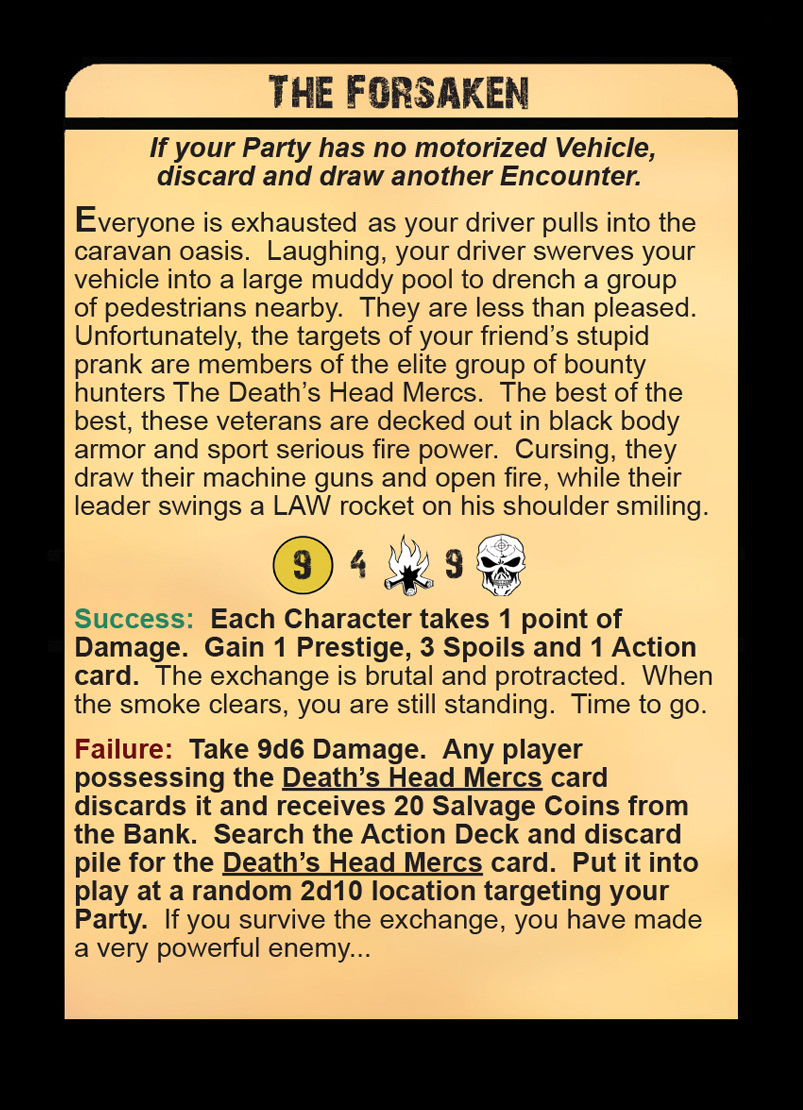 The Forsaken
If your Party has no motorized Vehicle,
discard and draw another Encounter.
Everyone is exhausted as your driver pulls into the
caravan oasis.  Laughing, your driver swerves your
vehicle into a large muddy pool to drench a group
of pedestrians nearby.  They are less than pleased.
Unfortunately, the targets of your friend's stupid
prank are members of the elite group of bounty
hunters The Death's Head Mercs.  The best of the
best, these veterans are decked out in black body
armor and sport serious fire power.  Cursing, they
draw their machine guns and open fire, while their
leader swings a LAW rocket on his shoulder smiling.
9 4 9
Success:  Each Character takes 1 point of
Damage.  Gain 1 Prestige, 3 Spoils and 1 Action
card.  The exchange is brutal and protracted.  When
the smoke clears, you are still standing.  Time to go.
Failure:  Take 9d6 Damage.  Any player
possessing the Death's Head Mercs card
discards it and receives 20 Salvage Coins from
the Bank.  Search the Action Deck and discard
pile for the Death's Head Mercs card.  Put it into
play at a random 2d10 location targeting your
Party.  If you survive the exchange, you have made
a very powerful enemy...